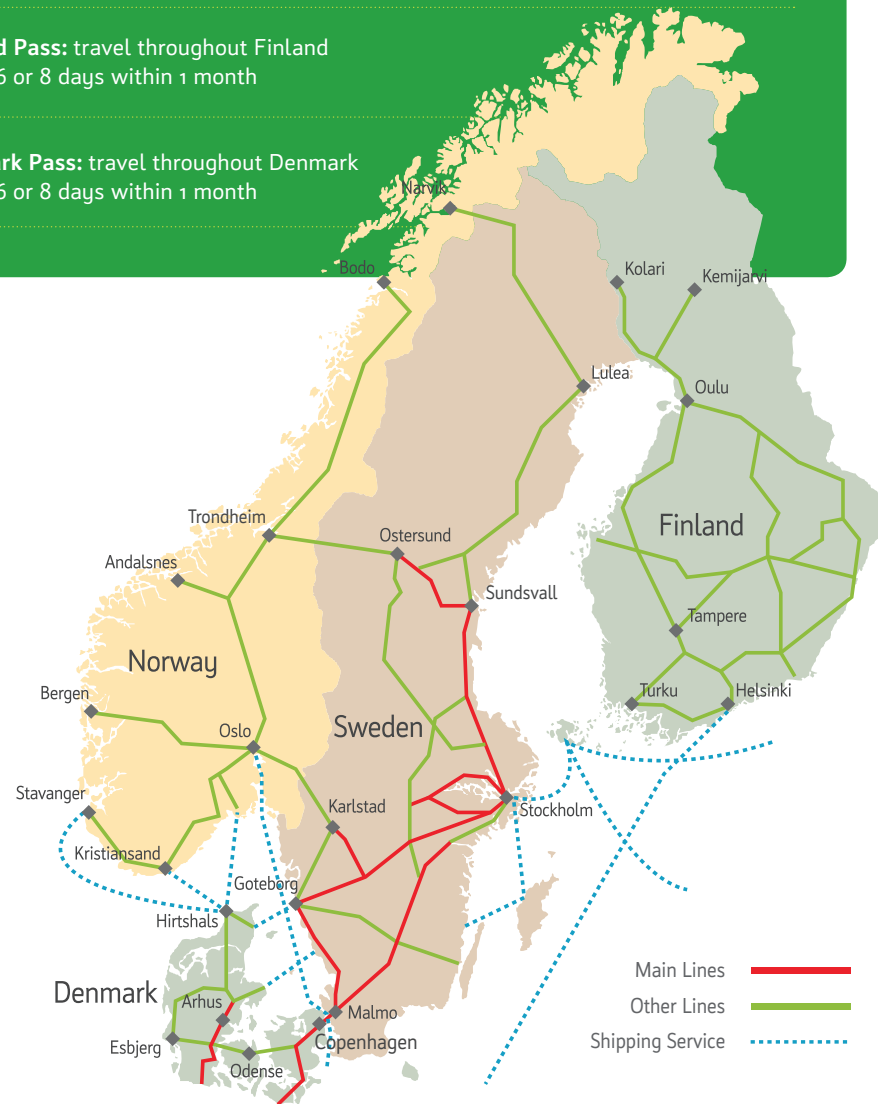 d Pass: travel throughout Finland
6 or 8 days within 1 month
rk Pass: travel throughout Denmark
6 or 8 days within 1 month
Narvik
Bodo
Kolari
Kemijarvi
Lulea
Oulu
Trondheim
Ostersund
Finland
Andalsnes
Sundsvall
Tampere
Norway
Bergen
Turku
Helsinki
Oslo
Sweden
Stavanger
Karlstad
Stockholm
Kristiansand
Goteborg
Hirtshals
Main Lines
Denmark
Arhus
Other Lines
Malmo
Esbjerg
Copenhagen
Shipping Service
Odense